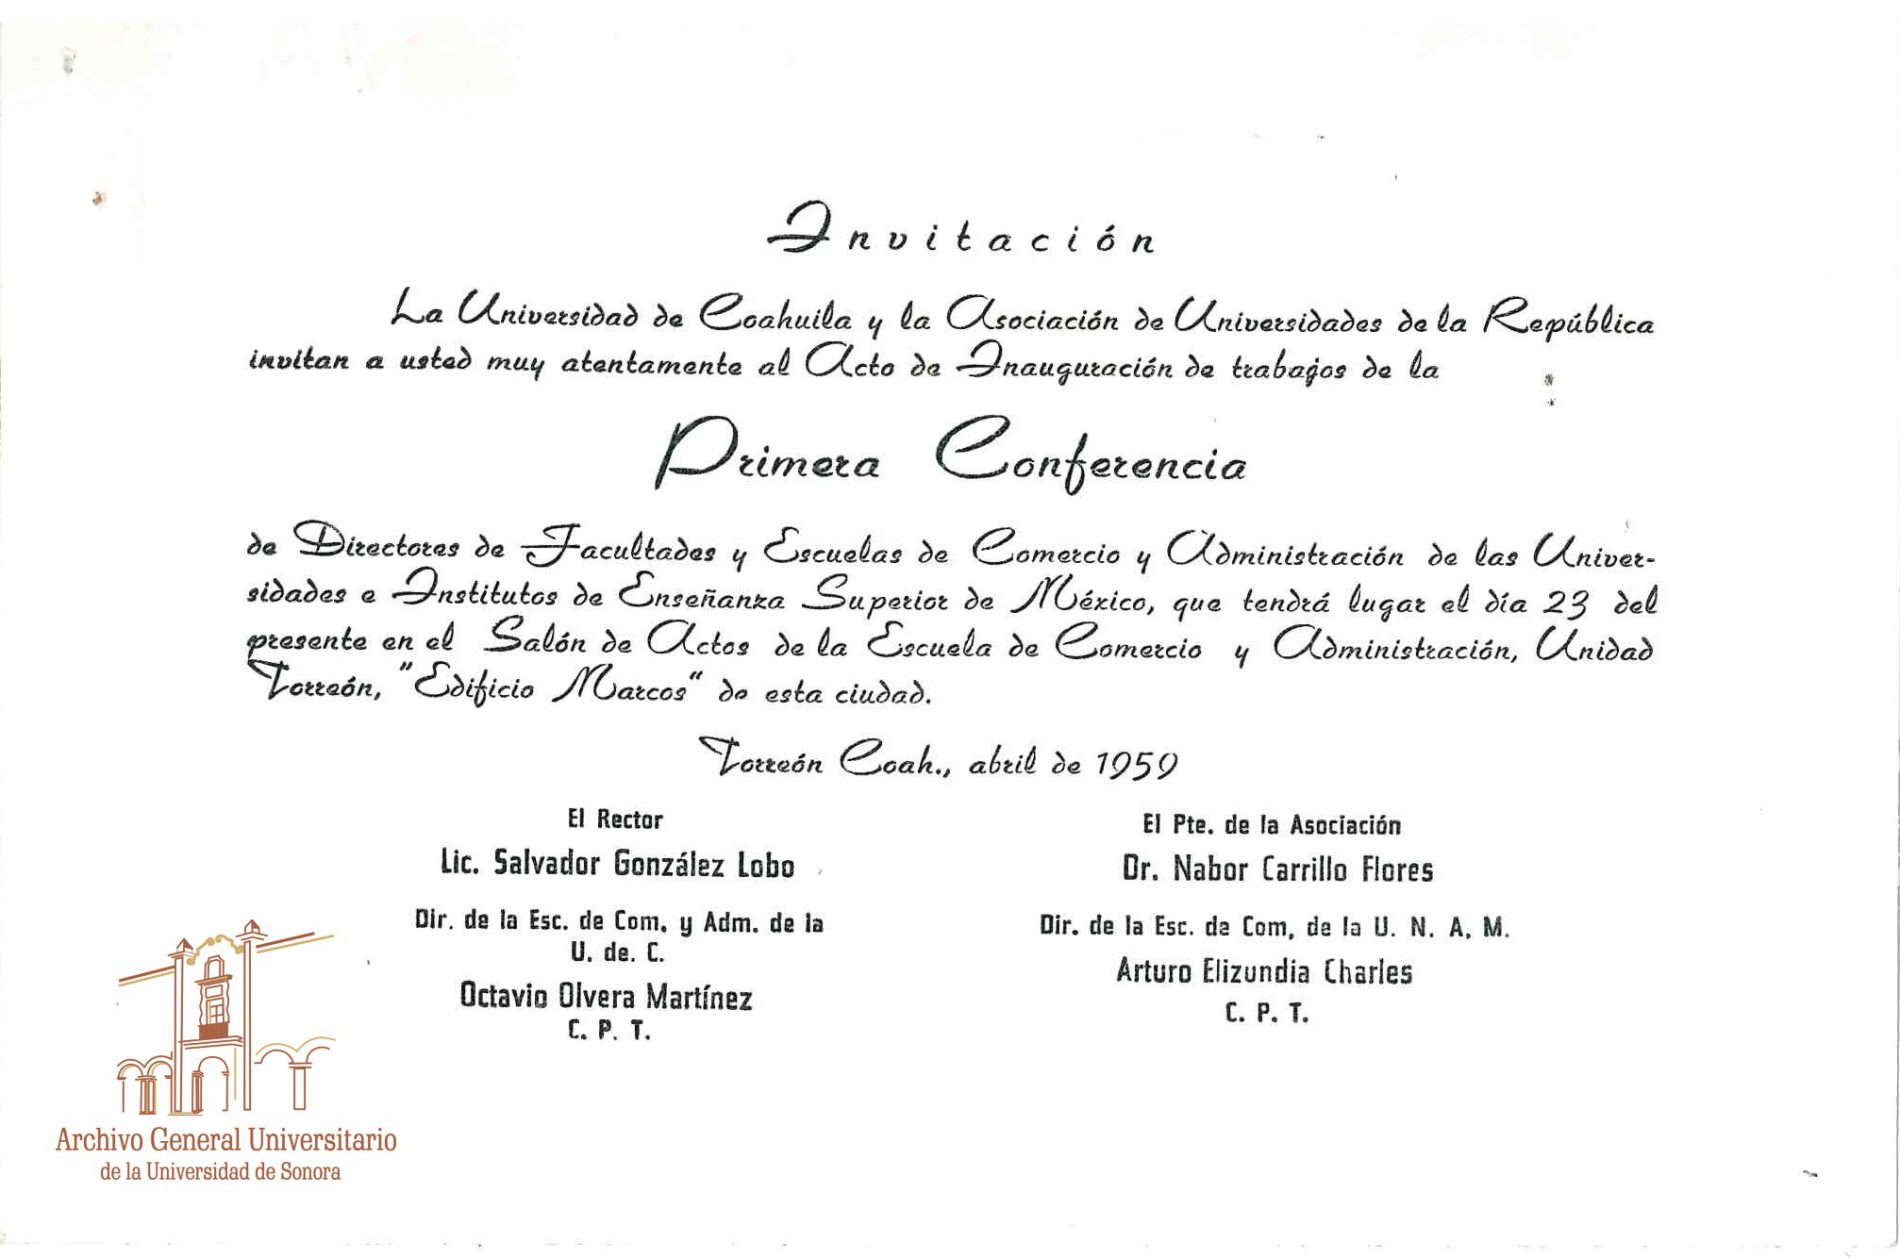 Invitación
La Universidad de Coahuila y la Asociación de Universidades de la República
invitan a usted muy atentamente al Acto de Inauguración de trabajos de la
Primera Conferencia
de Directores de Facultades y Escuelas de Comercio y Administración de las Univer-
sidades e Institutos de Enseñanza Superior de México, que tendrá lugar el día 23 del
presente en el Salón de Actos de la Escuela de Comercio y Administración, Unidad
Torreón, "Edificio Marcos" de esta ciudad.
Torreón Coah., abril de 1959
El Rector
Lic. Salvador González Lobo
Dir. de la Esc. de Com, y Adm. de la
U. de. C.
Octavio Olvera Martínez
C. P. T.
El Pte. de la Asociación
Dr. Nabor Carrillo Flores
Dir. de la Esc. de Com, de la U. N. A. M.
Arturo Elizundia Charles
C. P. T.
Archivo General Universitario
de la Universidad de Sonora